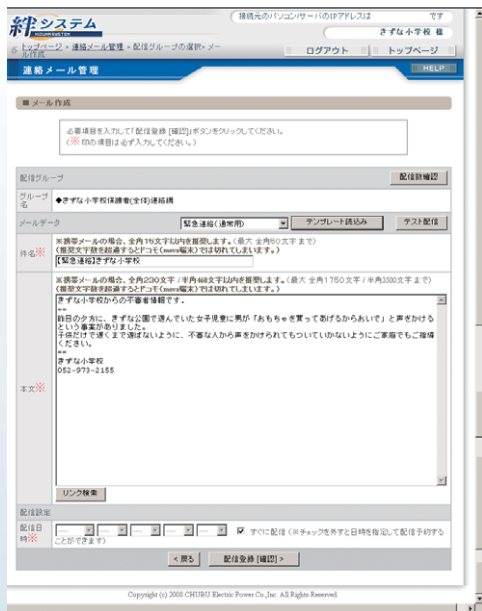 絆システム
KIZUNASYSTEM
接続元のパソコン/サーバのIPアドレスは　　　です
きずな小学校 様
トップページ > 連絡メール管理 > 配信グループの選択> メール作成
ログアウト
トップページ
連絡メール管理
HELP
■ メール作成
必要項目を入力して「配信登録 [確認]」ボタンをクリックしてください。
(※ 印の項目は必ず入力してください。)
配信グループ
配信数確認
グループ名
◆きずな小学校保護者(全体)連絡網
メールデータ
緊急連絡(通常用)
テンプレート読込み
テスト配信
件名※
※携帯メールの場合、全角15文字以内を推奨します。(最大 全角50文字まで)
(推奨文字数を超過するとドコモ(mova端末)では切れてしまいます。)
【緊急連絡】きずな小学校
本文※
※携帯メールの場合、全角230文字/半角460文字以内を推奨します。(最大 全角1750文字/半角3500文字まで)
(推奨文字数を超過するとドコモ(mova端末)では切れてしまいます。)
きずな小学校からの不審者情報です。
==
昨日の夕方に、きずな公園で遊んでいた女子児童に男が「おもちゃを買ってあげるからおいで」と声をかける
という事案がありました。
子供だけで遠くまで遊ばないように、不審な人から声をかけられてもついていかないようにご家庭でもご指導
ください。
==
きずな小学校
052-973-2155
リンク検索
配信設定
配信日時※
---- ---- ---- ---- ---- すぐに配信 (※チェックを外すと日時を指定して配信予約する
ことができます)
< 戻る
配信登録 [確認] >
Copyright (c) 2003 CHUBU Electric Power Co.,Inc. All Rights Reserved.